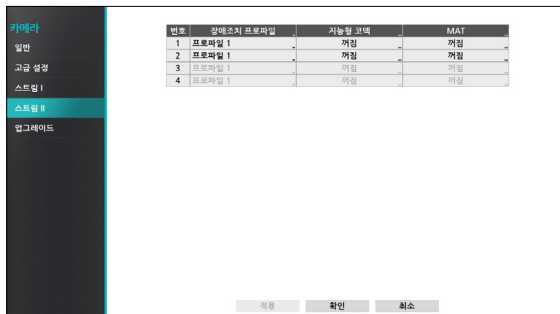 카메라
일반
고급 설정
스트림 I
스트림 II
업그레이드
번호 장애조치 프로파일 지능형 코덱 MAT
1 프로파일 1 꺼짐 꺼짐
2 프로파일 1 꺼짐 꺼짐
3 프로파일 1 꺼짐 꺼짐
4 프로파일 1 꺼짐 꺼짐
적용 확인 취소